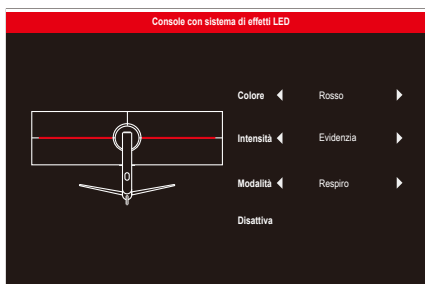 Console con sistema di effetti LED
Colore Rosso
Intensità Evidenzia
Modalità Respiro
Disattiva